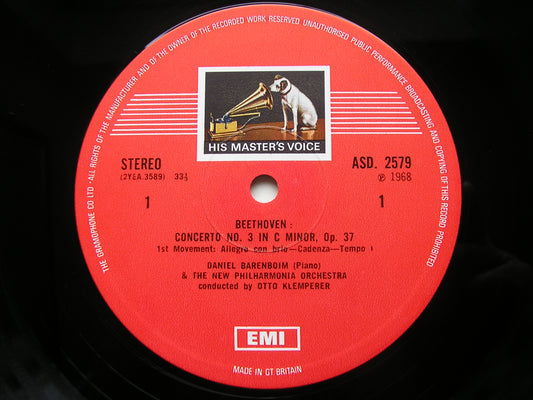 THE GRAMOPHONE CO LTD·ALL RIGHTS OF THE MANUFACTURER AND OF THE OWNER OF THE RECORDED WORK RESERVED UNAUTHORISED PUBLIC PERFORMANCE BROADCASTING AND COPYING OF THIS RECORD PROHIBITED
HIS MASTER'S VOICE
STEREO
(2YEA.3589) 33⅓
ASD. 2579
℗ 1968
1
1
BEETHOVEN :
CONCERTO NO. 3 IN C MINOR, Op. 37
1st Movement: Allegro con brio—Cadenza—Tempo I
DANIEL BARENBOIM (Piano)
& THE NEW PHILHARMONIA ORCHESTRA
conducted by OTTO KLEMPERER
EMI
MADE IN GT BRITAIN